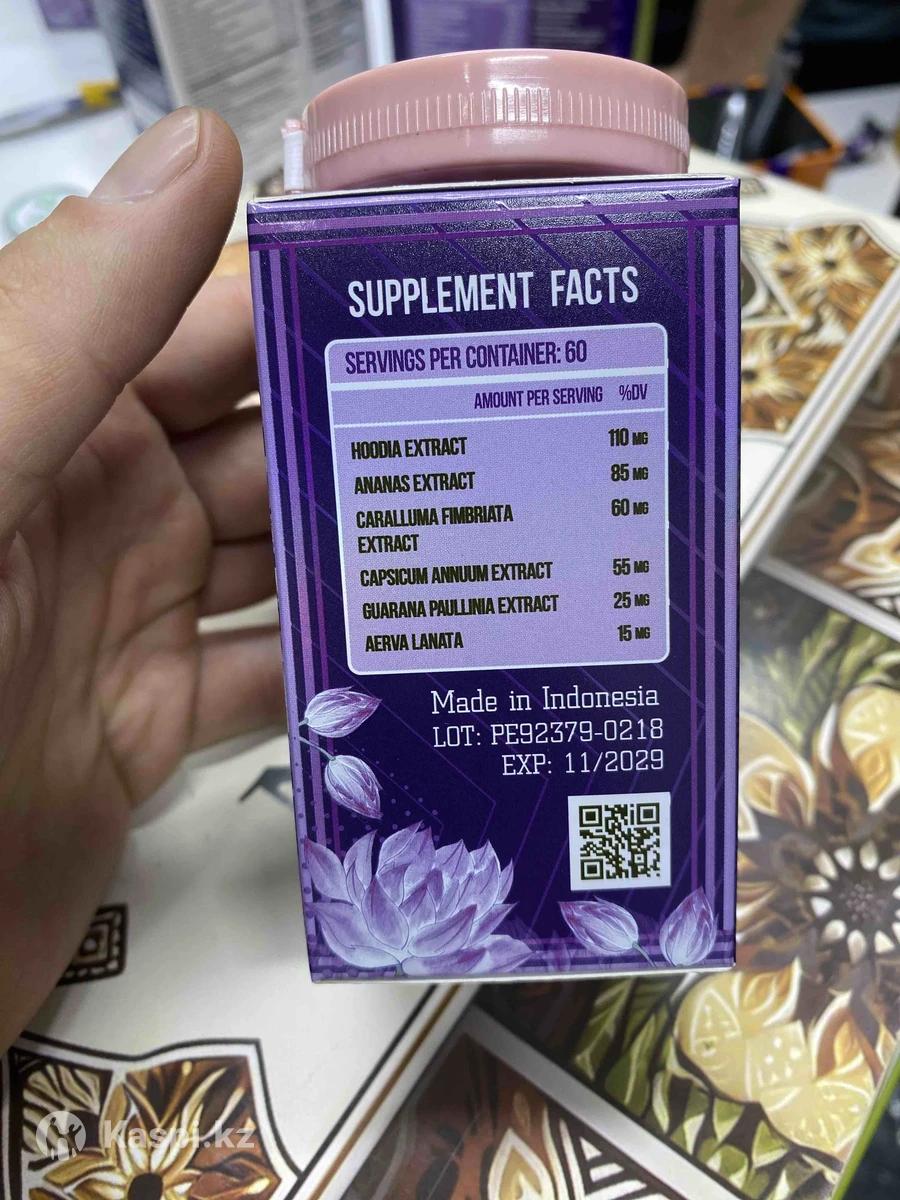 SUPPLEMENT FACTS
SERVINGS PER CONTAINER: 60
AMOUNT PER SERVING %DV
HOODIA EXTRACT 110 MG
ANANAS EXTRACT 85 MG
CARALLUMA FIMBRIATA 60 MG
EXTRACT
CAPSICUM ANNUUM EXTRACT 55 MG
GUARANA PAULLINIA EXTRACT 25 MG
AERVA LANATA 15 MG
Made in Indonesia
LOT: PE92379-0218
EXP: 11/2029
Kaspi.kz